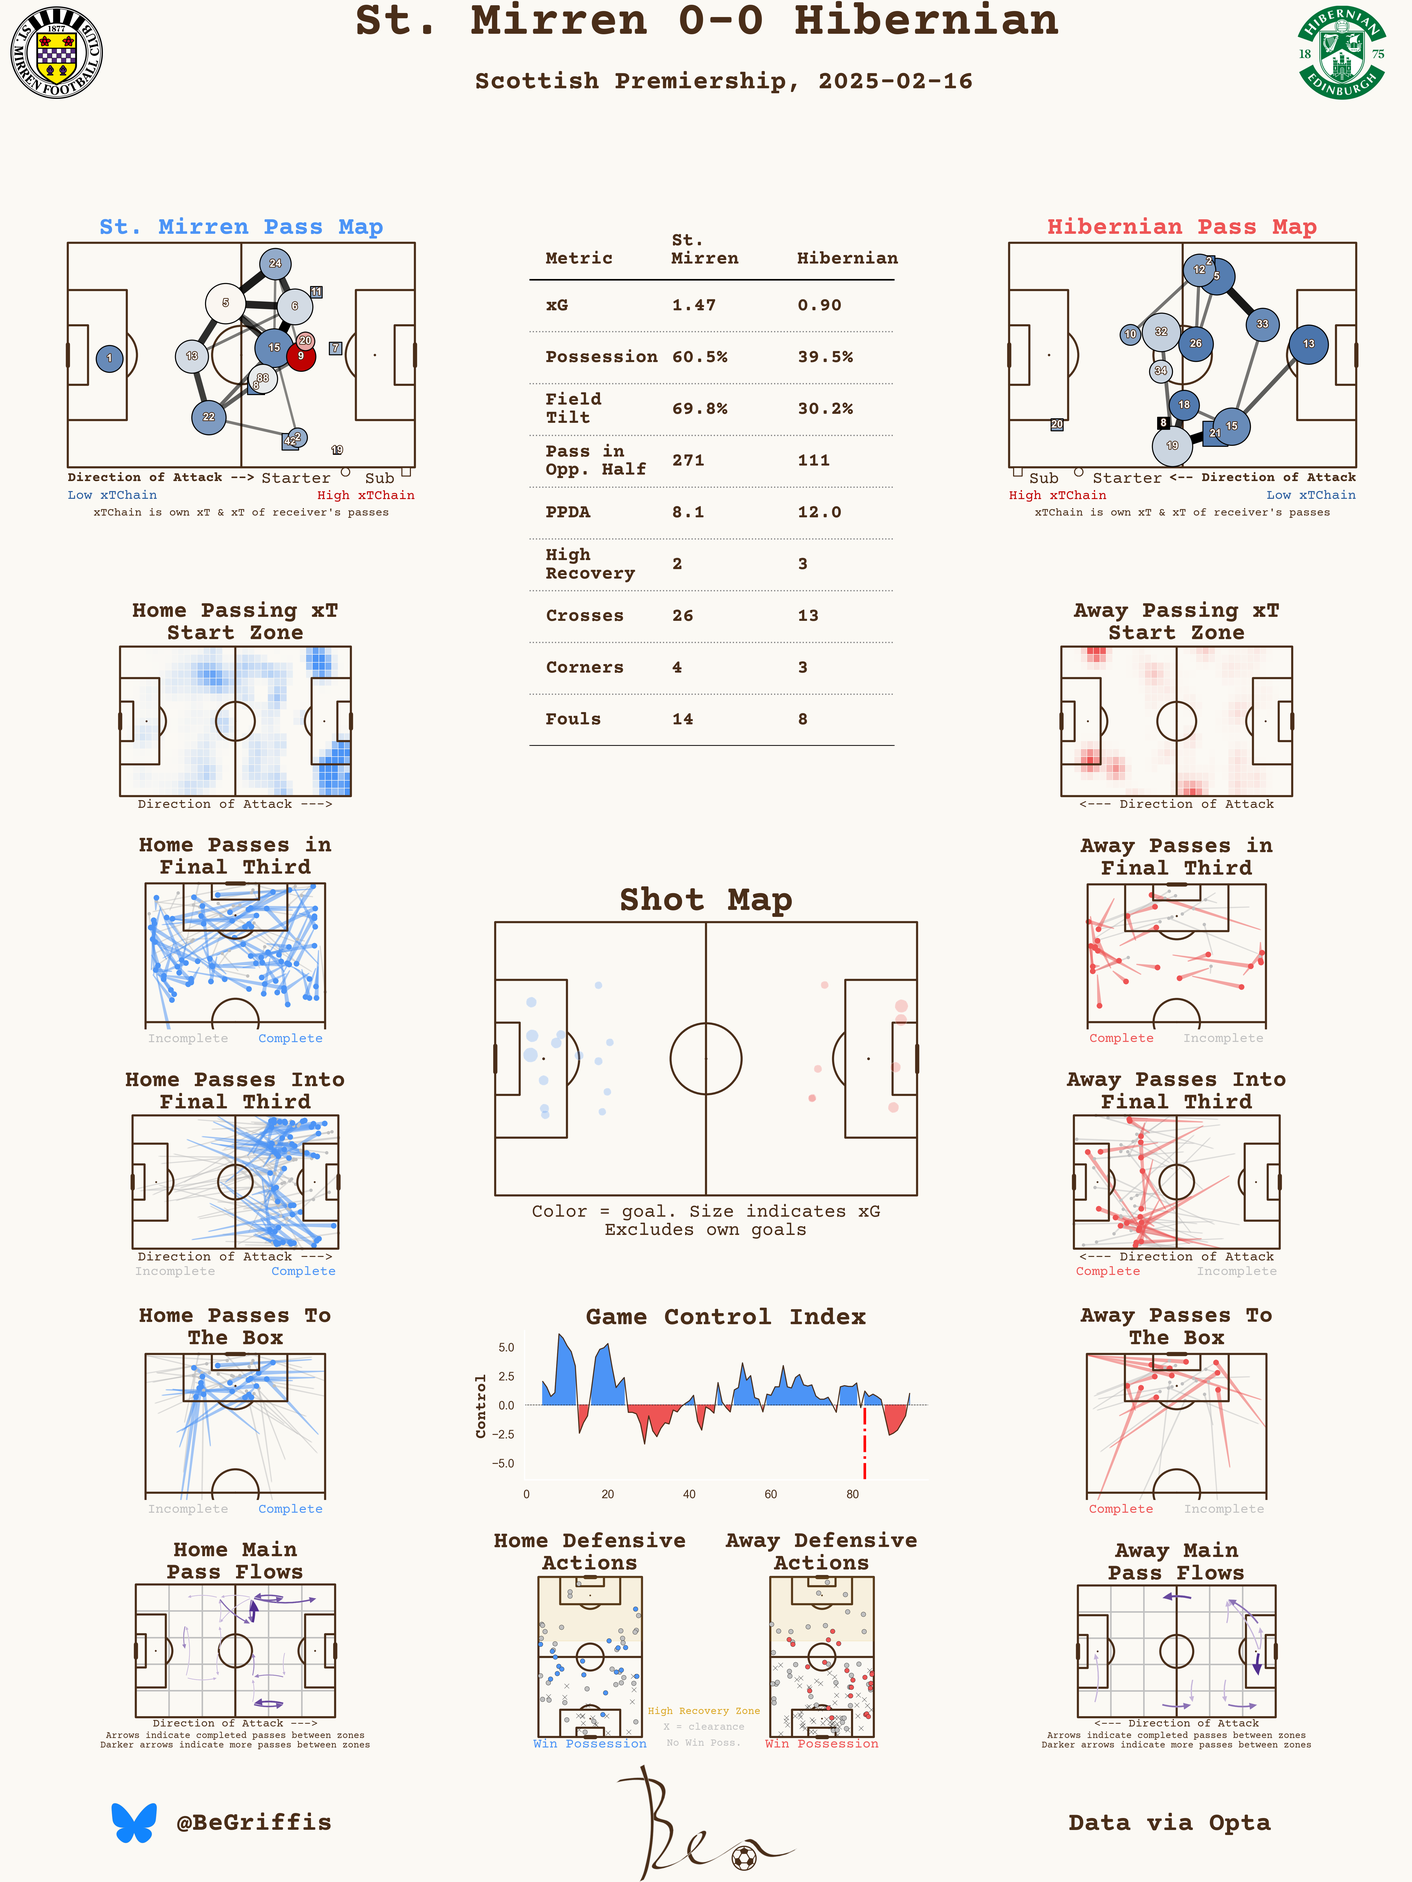 St. Mirren 0-0 Hibernian
Scottish Premiership, 2025-02-16
1877
ST. MIRREN FOOTBALL CLUB
HIBERNIAN
18 75
EDINBURGH
St. Mirren Pass Map
24
11
5
6
20
15
7
1
13
9
88
8
22
42
2
19
Direction of Attack --> Starter Sub
Low xTChain High xTChain
xTChain is own xT & xT of receiver's passes
Metric St. Mirren Hibernian
xG 1.47 0.90
Possession 60.5% 39.5%
Field Tilt 69.8% 30.2%
Pass in Opp. Half 271 111
PPDA 8.1 12.0
High Recovery 2 3
Crosses 26 13
Corners 4 3
Fouls 14 8
Hibernian Pass Map
12
2
5
33
10
32
26
13
34
18
20
8
21
15
19
Sub Starter <-- Direction of Attack
High xTChain Low xTChain
xTChain is own xT & xT of receiver's passes
Home Passing xT
Start Zone
Direction of Attack --->
Away Passing xT
Start Zone
<--- Direction of Attack
Home Passes in
Final Third
Incomplete Complete
Away Passes in
Final Third
Complete Incomplete
Shot Map
Color = goal. Size indicates xG
Excludes own goals
Home Passes Into
Final Third
Direction of Attack --->
Incomplete Complete
Away Passes Into
Final Third
<--- Direction of Attack
Complete Incomplete
Home Passes To
The Box
Incomplete Complete
Game Control Index
Control
5.0
2.5
0.0
−2.5
−5.0
0 20 40 60 80
Away Passes To
The Box
Complete Incomplete
Home Main
Pass Flows
Direction of Attack --->
Arrows indicate completed passes between zones
Darker arrows indicate more passes between zones
Home Defensive
Actions
Win Possession
Away Defensive
Actions
Win Possession
High Recovery Zone
X = clearance
No Win Poss.
Away Main
Pass Flows
<--- Direction of Attack
Arrows indicate completed passes between zones
Darker arrows indicate more passes between zones
@BeGriffis
Ben
Data via Opta